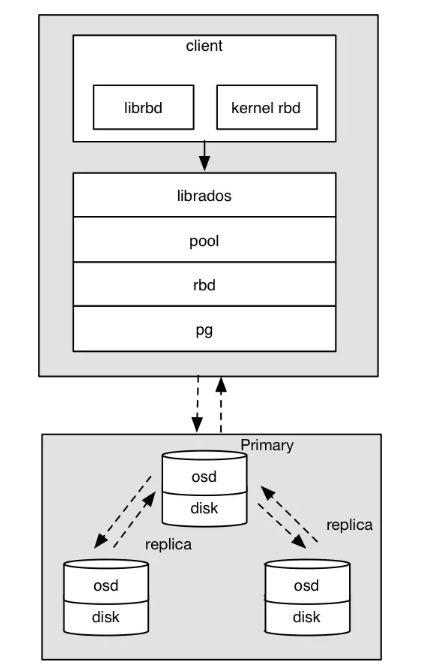 client
librbd
kernel rbd
librados
pool
rbd
pg
Primary
osd
disk
replica
replica
osd
disk
osd
disk